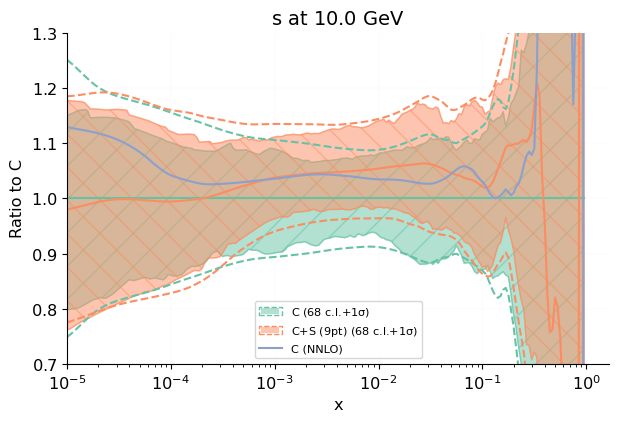 s at 10.0 GeV
Ratio to C
1.3
1.2
1.1
1.0
0.9
0.8
0.7
C (68 c.l.+1σ)
C+S (9pt) (68 c.l.+1σ)
C (NNLO)
10⁻⁵
10⁻⁴
10⁻³
10⁻²
10⁻¹
10⁰
x